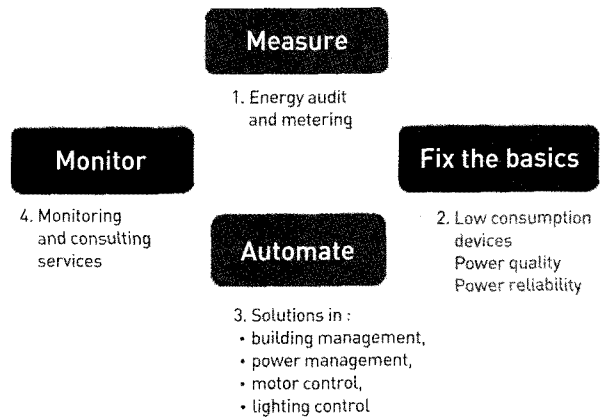 Measure
1. Energy audit
and metering
Monitor
4. Monitoring
and consulting
services
Fix the basics
2. Low consumption
devices
Power quality
Power reliability
Automate
3. Solutions in :
• building management,
• power management,
• motor control,
• lighting control